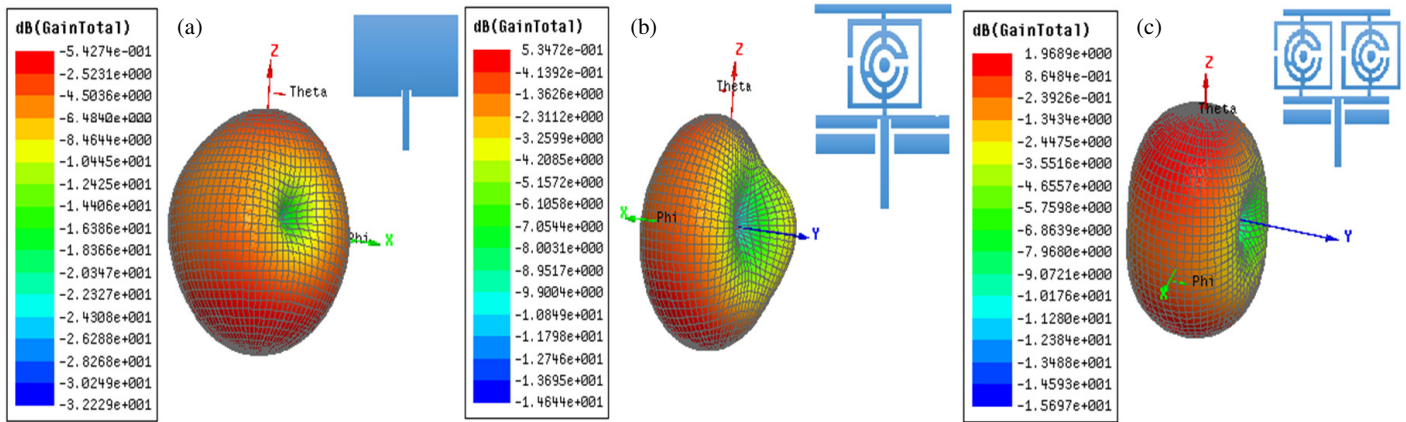 dB(GainTotal)
-5.4274e-001
-2.5231e+000
-4.5036e+000
-6.4840e+000
-8.4644e+000
-1.0445e+001
-1.2425e+001
-1.4406e+001
-1.6386e+001
-1.8366e+001
-2.0347e+001
-2.2327e+001
-2.4308e+001
-2.6288e+001
-2.8268e+001
-3.0249e+001
-3.2229e+001
(a)
Z
Theta
Phi
X
dB(GainTotal)
5.3472e-001
-4.1392e-001
-1.3626e+000
-2.3112e+000
-3.2599e+000
-4.2085e+000
-5.1572e+000
-6.1058e+000
-7.0544e+000
-8.0031e+000
-8.9517e+000
-9.9004e+000
-1.0849e+001
-1.1798e+001
-1.2746e+001
-1.3695e+001
-1.4644e+001
(b)
Z
Theta
X
Phi
Y
dB(GainTotal)
1.9689e+000
8.6484e-001
-2.3926e-001
-1.3434e+000
-2.4475e+000
-3.5516e+000
-4.6557e+000
-5.7598e+000
-6.8639e+000
-7.9680e+000
-9.0721e+000
-1.0176e+001
-1.1280e+001
-1.2384e+001
-1.3488e+001
-1.4593e+001
-1.5697e+001
(c)
Z
Theta
Y
X
Phi